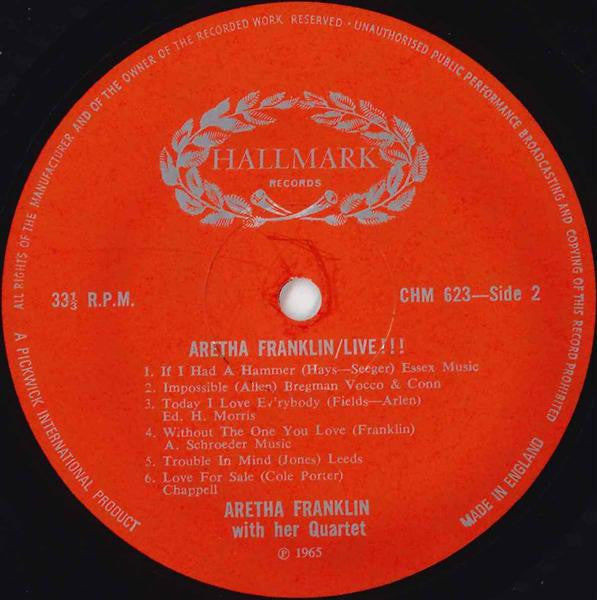 ALL RIGHTS OF THE MANUFACTURER AND OF THE OWNER OF THE RECORDED WORK RESERVED · UNAUTHORISED PUBLIC PERFORMANCE BROADCASTING AND COPYING OF THIS RECORD PROHIBITED
HALLMARK
RECORDS
33⅓ R.P.M.
CHM 623—Side 2
ARETHA FRANKLIN/LIVE!!!
1. If I Had A Hammer (Hays—Seeger) Essex Music
2. Impossible (Allen) Bregman Vocco & Conn
3. Today I Love Ev'rybody (Fields—Arlen)
Ed. H. Morris
4. Without The One You Love (Franklin)
A. Schroeder Music
5. Trouble In Mind (Jones) Leeds
6. Love For Sale (Cole Porter)
Chappell
ARETHA FRANKLIN
with her Quartet
℗ 1965
A PICKWICK INTERNATIONAL PRODUCT
MADE IN ENGLAND